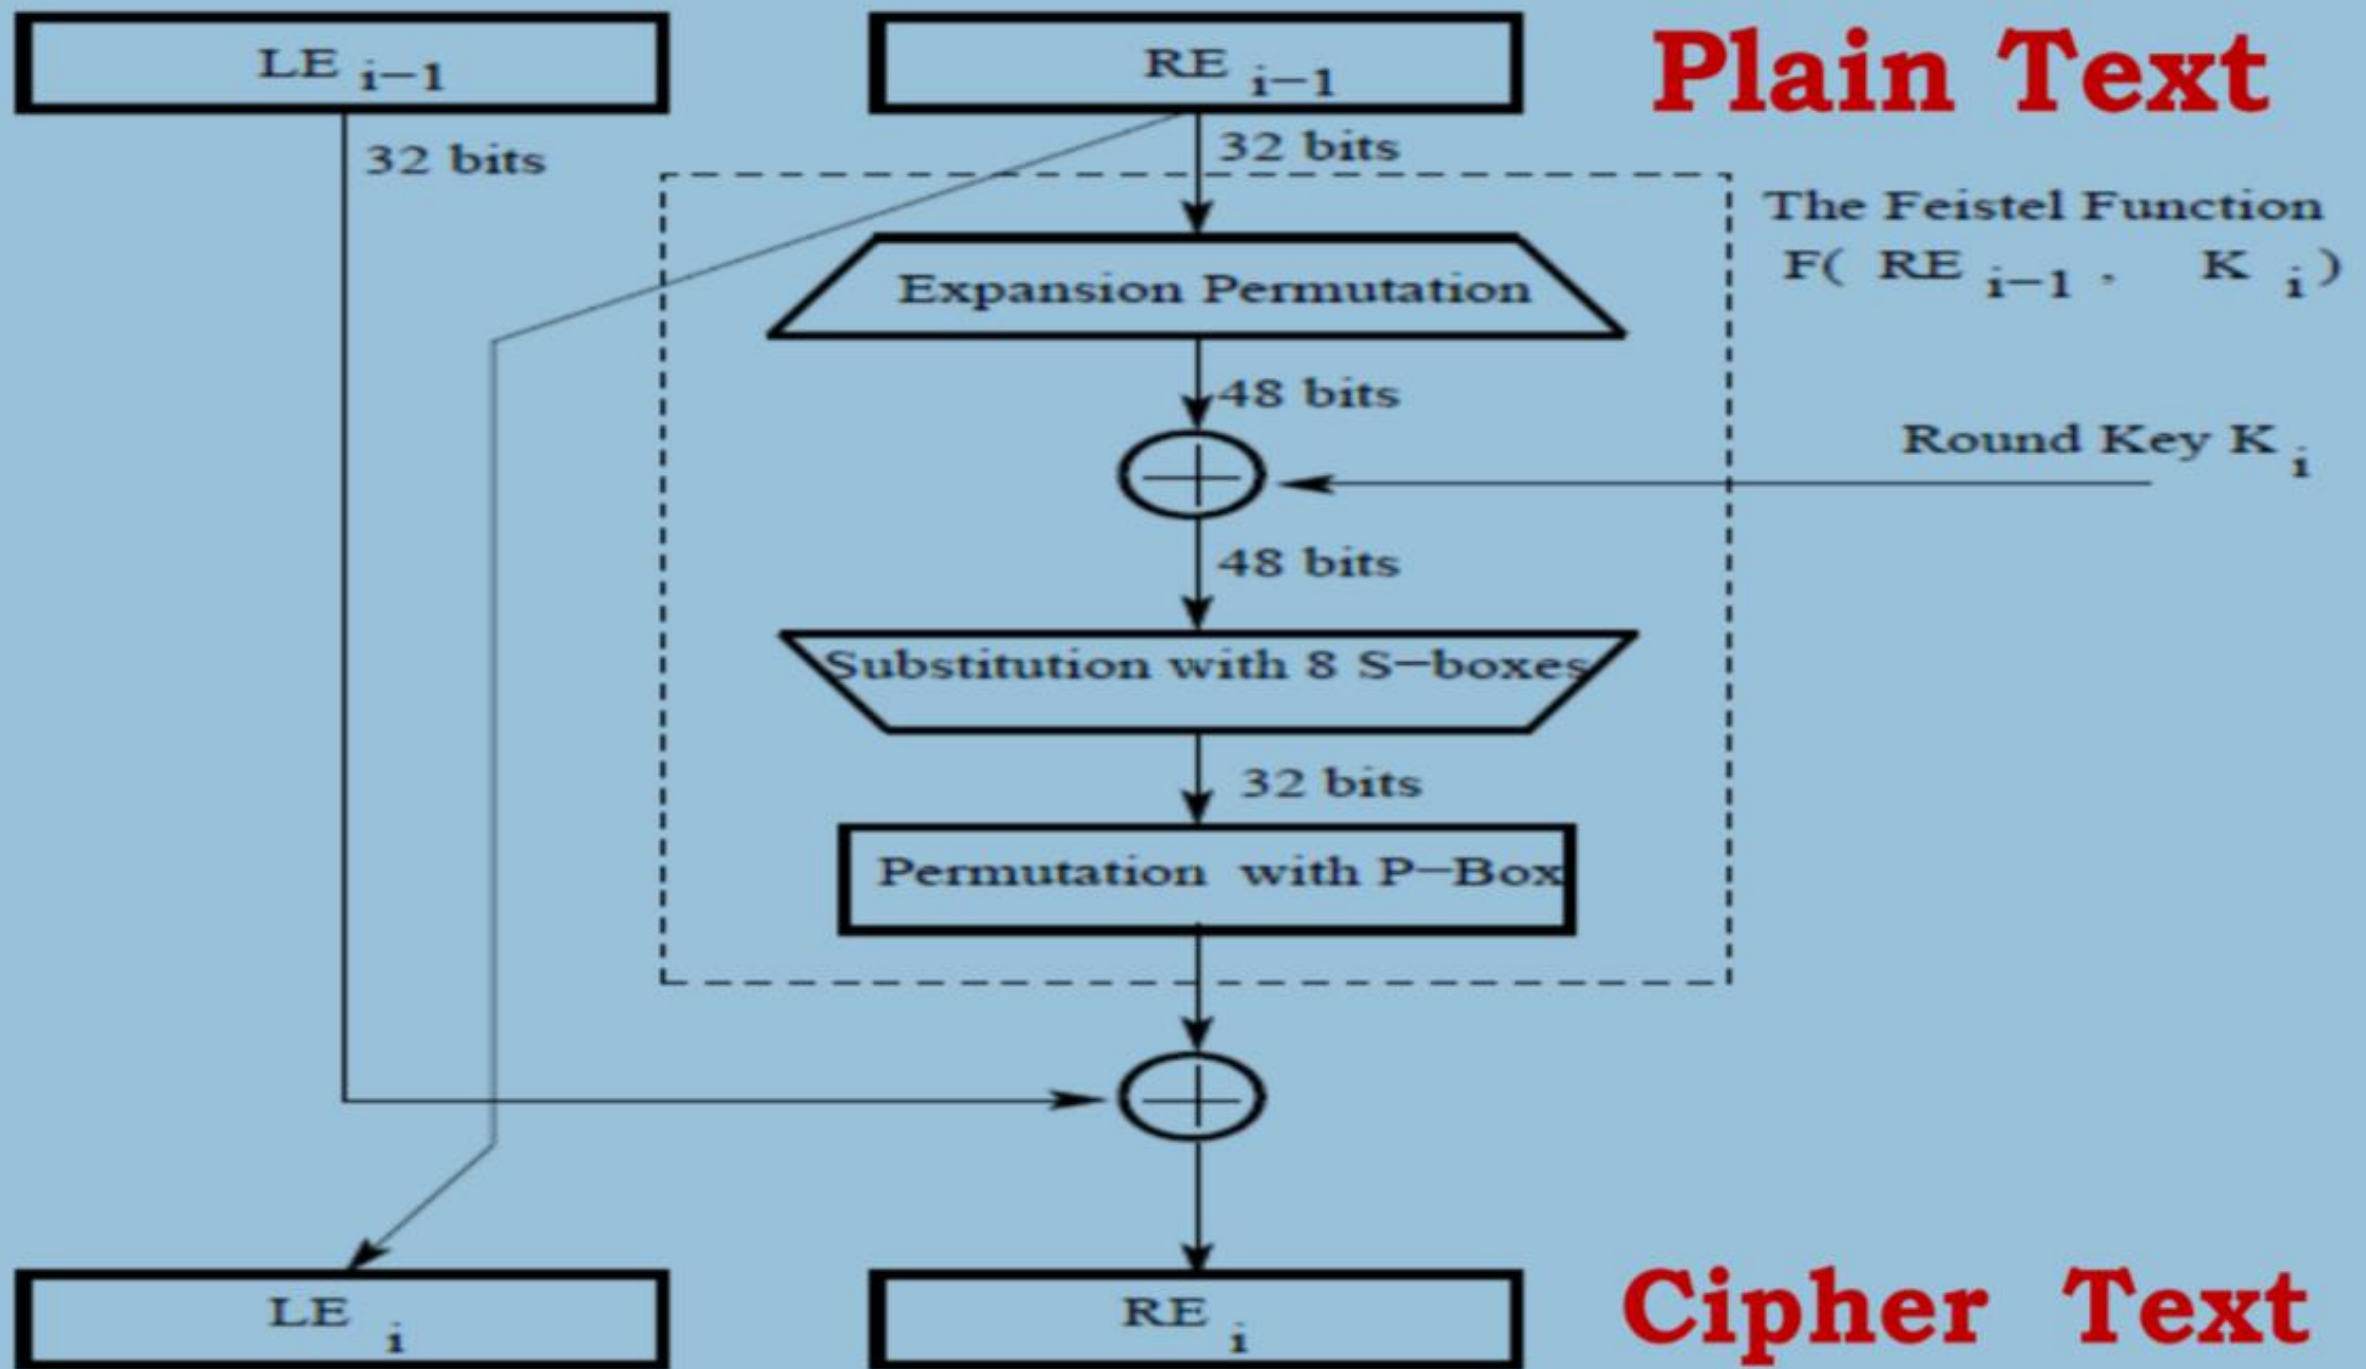 LE i−1
RE i−1
Plain Text
32 bits
32 bits
The Feistel Function
F( RE i−1 , K i )
Expansion Permutation
48 bits
Round Key K i
48 bits
Substitution with 8 S−boxes
32 bits
Permutation with P−Box
LE i
RE i
Cipher Text